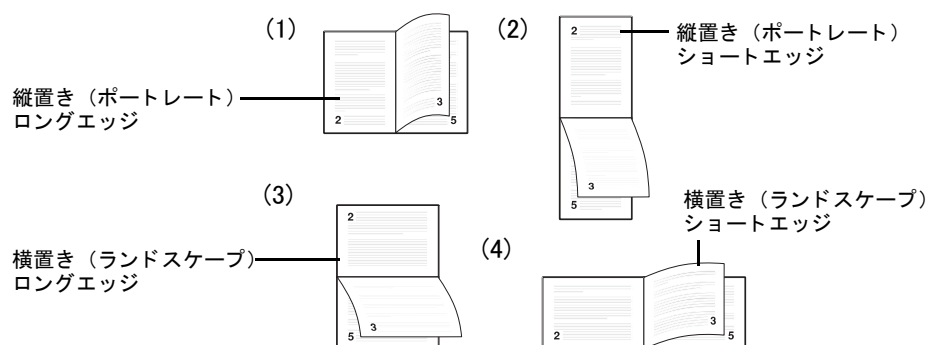 (1)
縦置き（ポートレート）
ロングエッジ
2
3
5
(2)
縦置き（ポートレート）
ショートエッジ
2
3
5
(3)
横置き（ランドスケープ）
ロングエッジ
2
3
5
(4)
横置き（ランドスケープ）
ショートエッジ
2
3
5